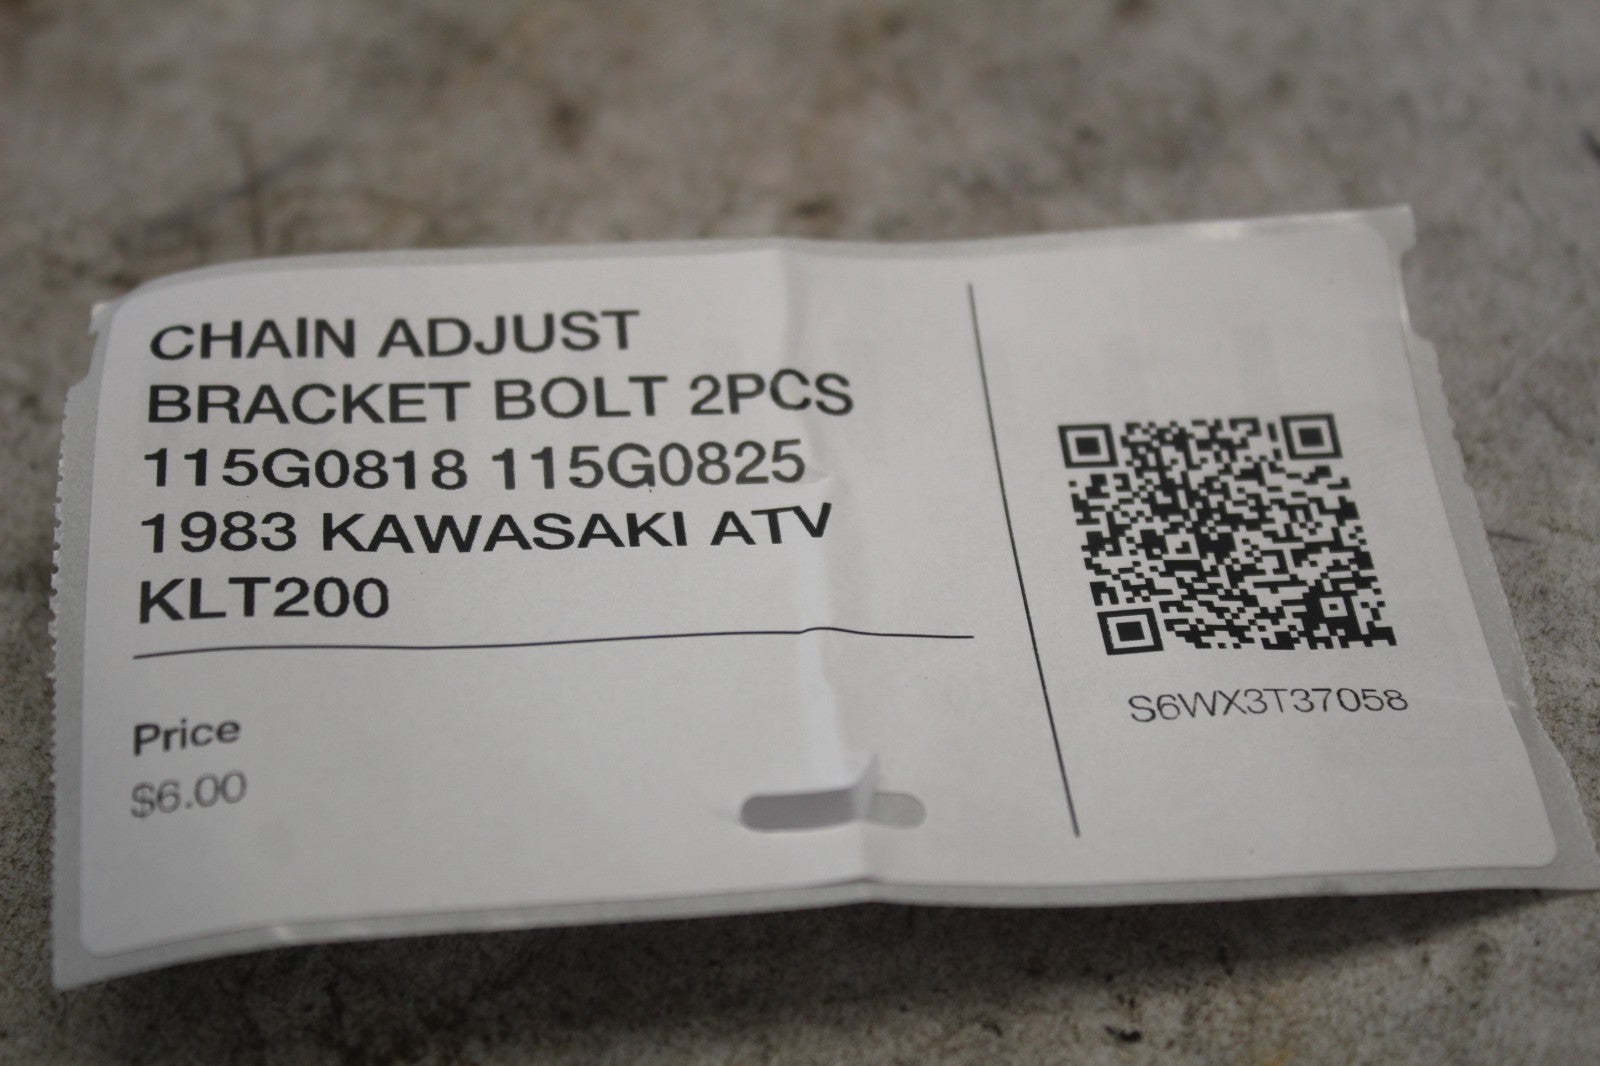 CHAIN ADJUST
BRACKET BOLT 2PCS
115G0818 115G0825
1983 KAWASAKI ATV
KLT200
Price
$6.00
S6WX3T37058